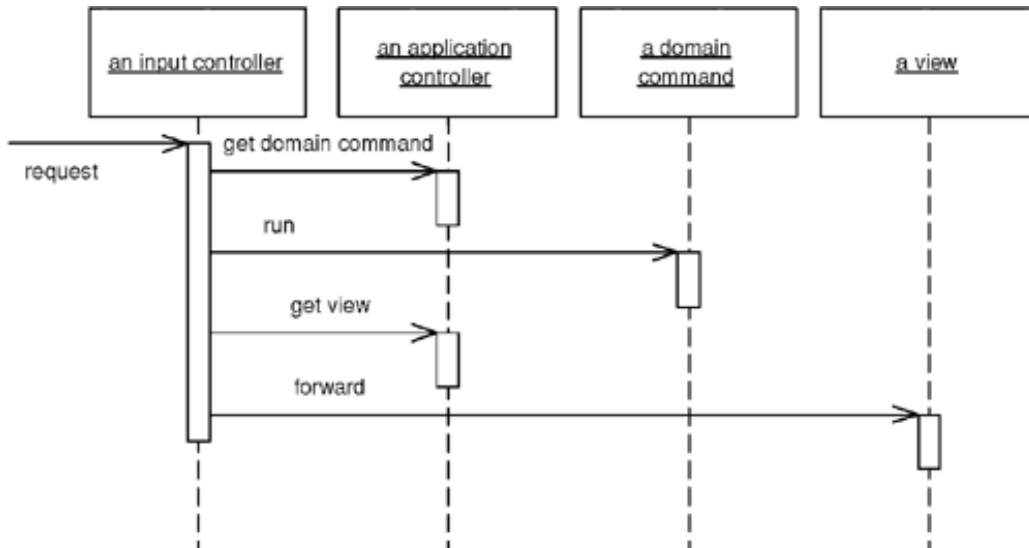 an input controller
an application
controller
a domain
command
a view
get domain command
request
run
get view
forward